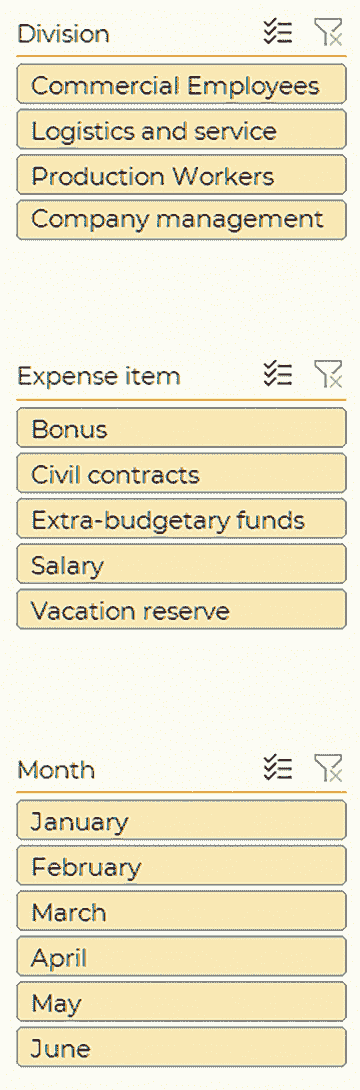 Division
Commercial Employees
Logistics and service
Production Workers
Company management
Expense item
Bonus
Civil contracts
Extra-budgetary funds
Salary
Vacation reserve
Month
January
February
March
April
May
June